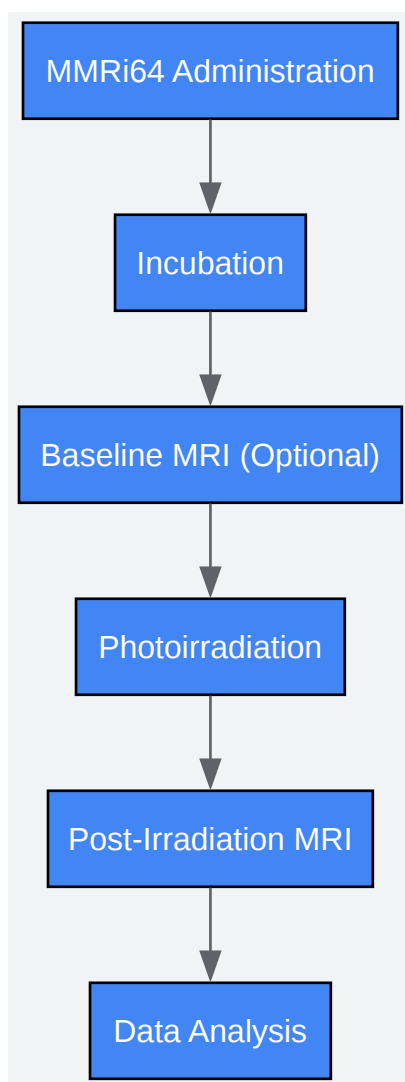 MMRi64 Administration
Incubation
Baseline MRI (Optional)
Photoirradiation
Post-Irradiation MRI
Data Analysis